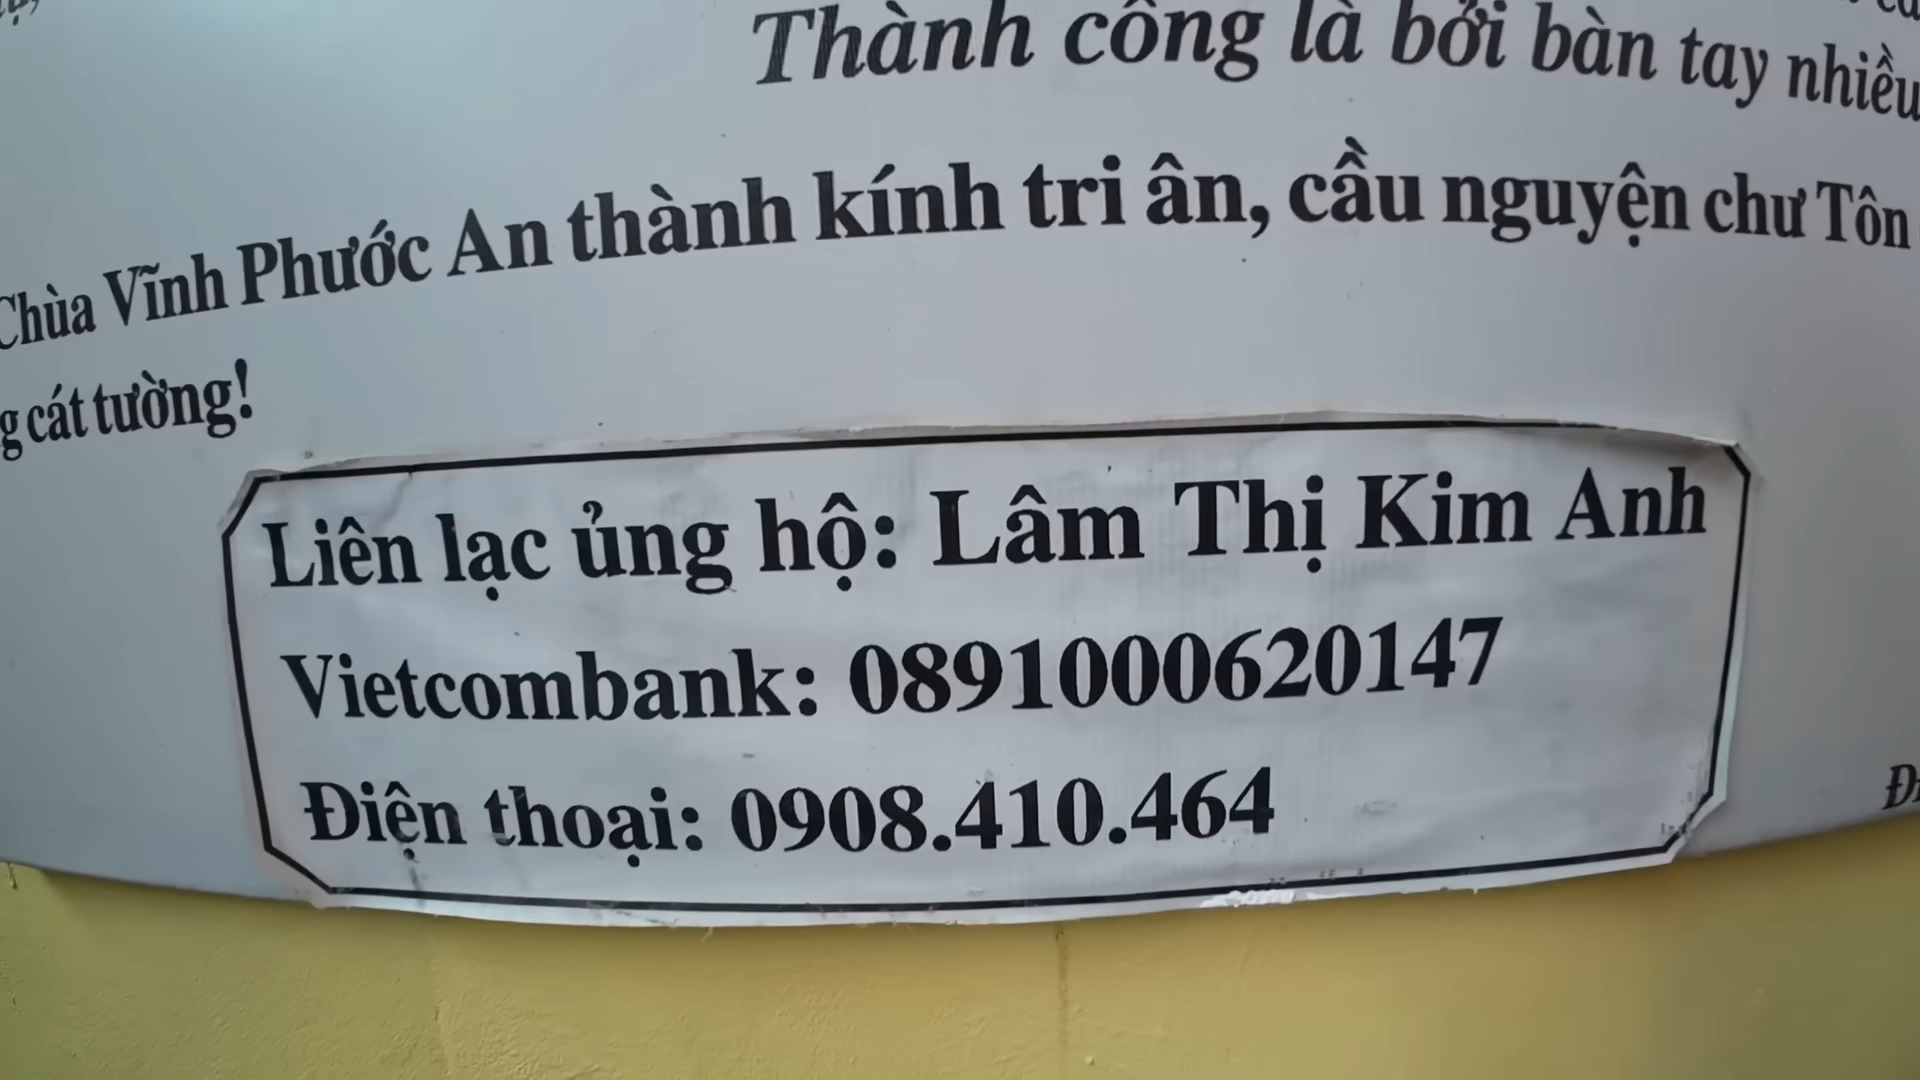 Thành công là bởi bàn tay nhiều
Chùa Vĩnh Phước An thành kính tri ân, cầu nguyện chư Tôn
cát tường!
Liên lạc ủng hộ: Lâm Thị Kim Anh
Vietcombank: 0891000620147
Điện thoại: 0908.410.464